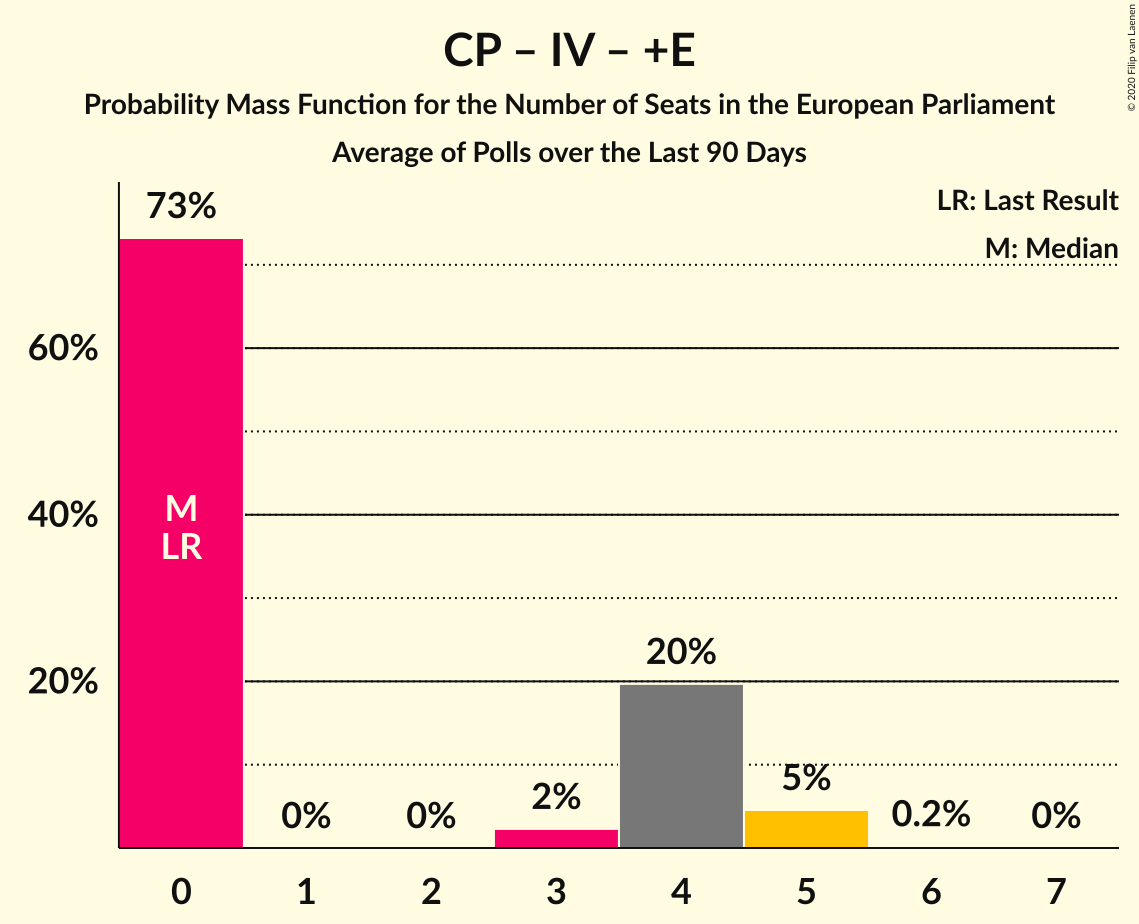 CP – IV – +E
Probability Mass Function for the Number of Seats in the European Parliament
Average of Polls over the Last 90 Days
© 2020 Filip van Laenen
LR: Last Result
M: Median
73%
60%
40%
20%
M
LR
0%
0%
2%
20%
5%
0.2%
0%
0
1
2
3
4
5
6
7